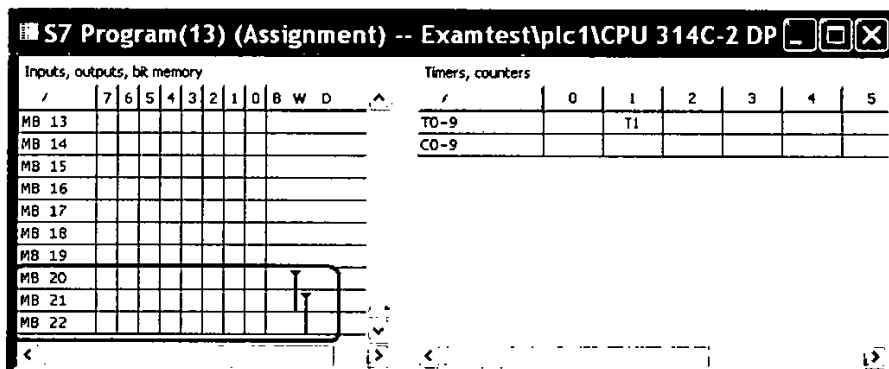 S7 Program(13) (Assignment) -- Examtest\plc1\CPU 314C-2 DP
Inputs, outputs, bit memory
/ 7 6 5 4 3 2 1 0 B W D
MB 13
MB 14
MB 15
MB 16
MB 17
MB 18
MB 19
MB 20
MB 21
MB 22
Timers, counters
/ 0 1 2 3 4 5
T0-9 T1
C0-9